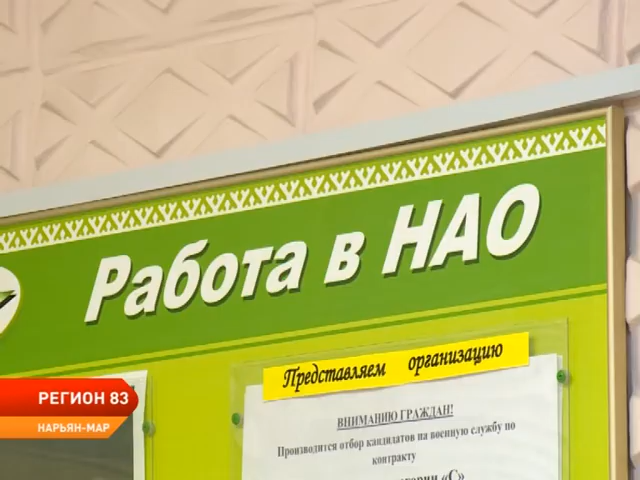 Работа в НАО
Представляем организацию
ВНИМАНИЮ ГРАЖДАН!
Производится отбор кандидатов на военную службу по
контракту
«С»
РЕГИОН 83
НАРЬЯН-МАР